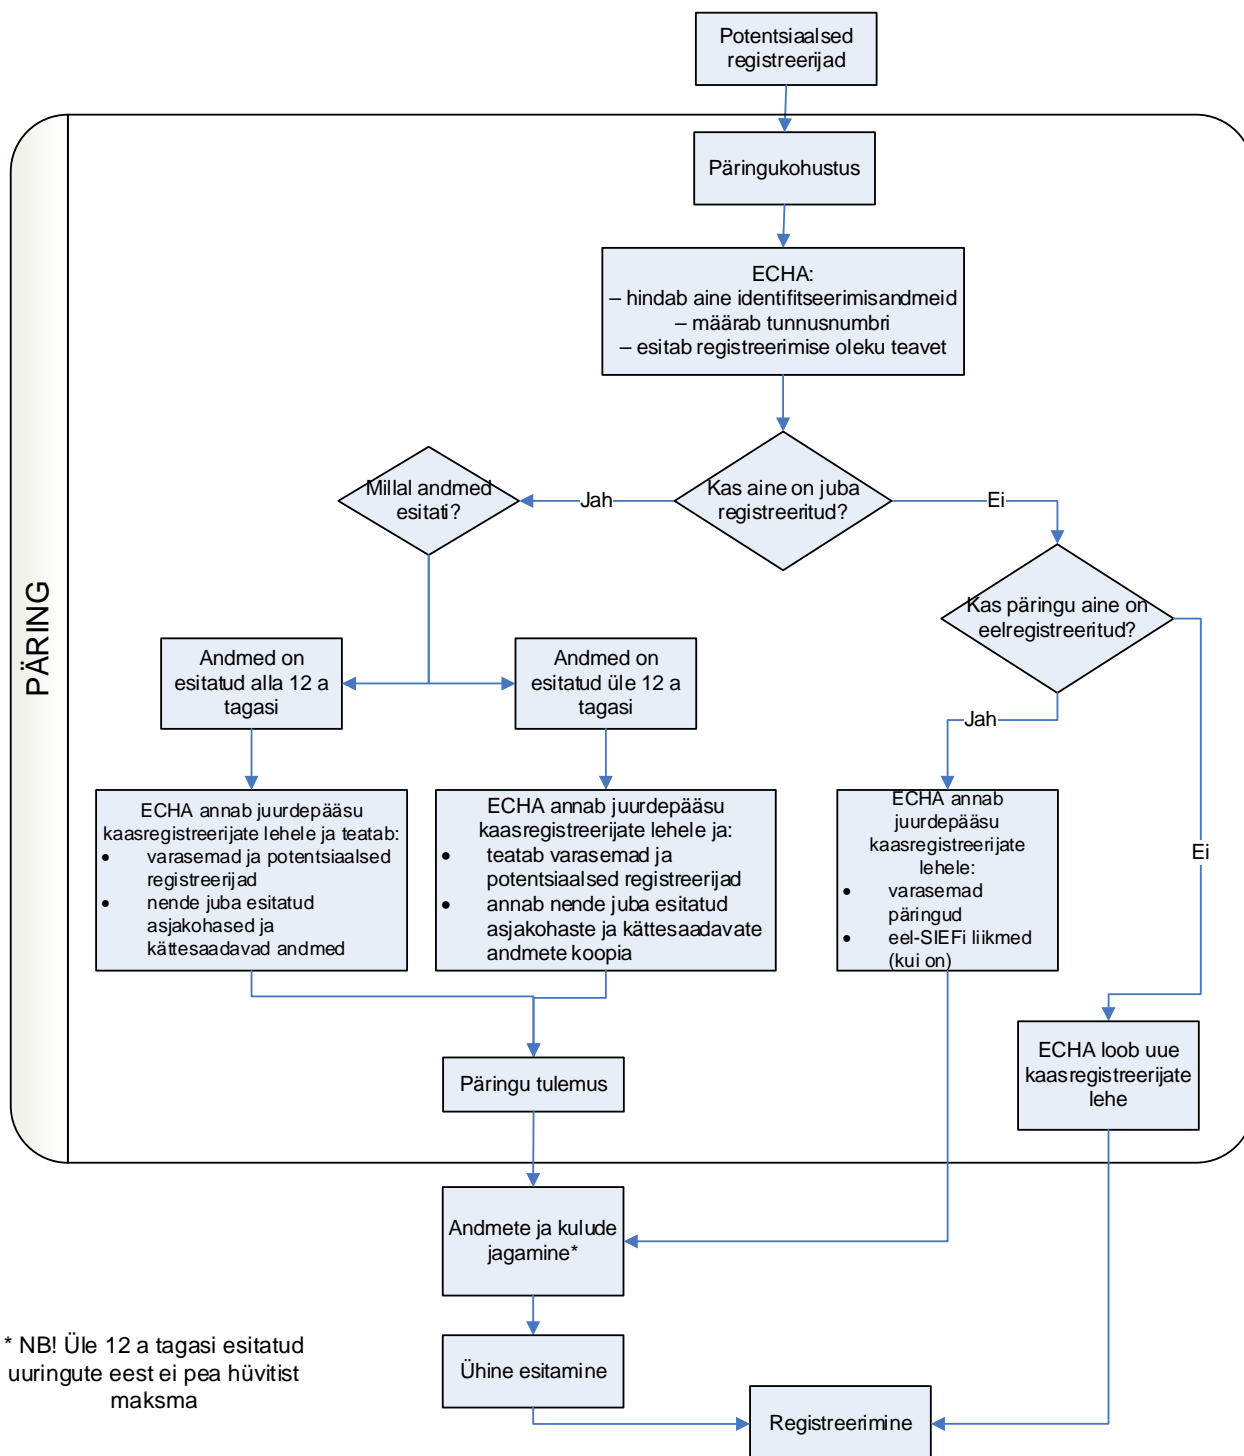 Potentsiaalsed
registreerijad
PÄRING
Päringukohustus
ECHA:
– hindab aine identifitseerimisandmeid
– määrab tunnusnumbri
– esitab registreerimise oleku teavet
Millal andmed
esitati?
Jah
Kas aine on juba
registreeritud?
Ei
Kas päringu aine on
eelregistreeritud?
Andmed on
esitatud alla 12 a
tagasi
Andmed on
esitatud üle 12 a
tagasi
Jah
Ei
ECHA annab juurdepääsu
kaasregistreerijate lehele ja teatab:
• varasemad ja potentsiaalsed
registreerijad
• nende juba esitatud
asjakohased ja
kättesaadavad andmed
ECHA annab juurdepääsu
kaasregistreerijate lehele ja:
• teatab varasemad ja
potentsiaalsed registreerijad
• annab nende juba esitatud
asjakohaste ja kättesaadavate
andmete koopia
ECHA annab
juurdepääsu
kaasregistreerijate
lehele:
• varasemad
päringud
• eel-SIEFi liikmed
(kui on)
Päringu tulemus
ECHA loob uue
kaasregistreerijate
lehe
Andmete ja kulude
jagamine*
Ühine esitamine
Registreerimine
* NB! Üle 12 a tagasi esitatud
uuringute eest ei pea hüvitist
maksma